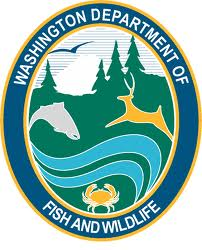 WASHINGTON DEPARTMENT OF
FISH AND WILDLIFE